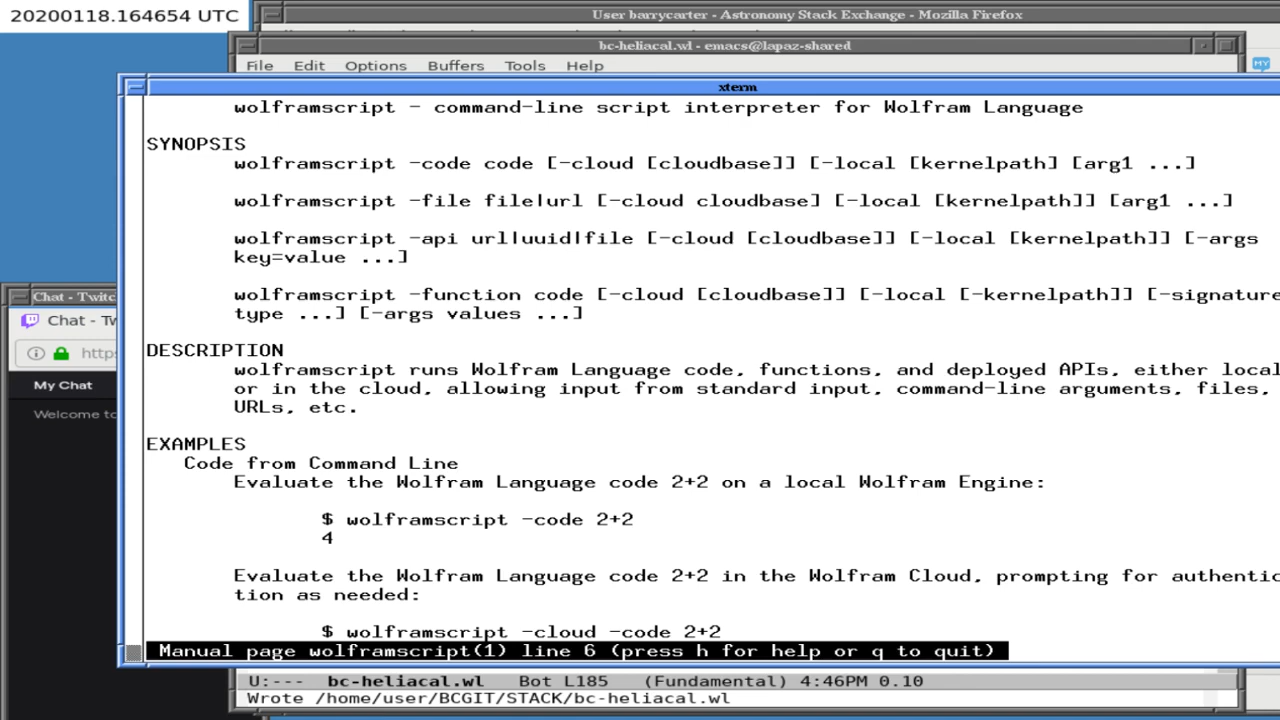 20200118.164654 UTC
User barrycarter - Astronomy Stack Exchange - Mozilla Firefox
bc-heliacal.wl - emacs@lapaz-shared
File Edit Options Buffers Tools Help
MY
xterm
wolframscript - command-line script interpreter for Wolfram Language
SYNOPSIS
wolframscript -code code [-cloud [cloudbase]] [-local [kernelpath] [arg1 ...]
wolframscript -file file|url [-cloud cloudbase] [-local [kernelpath]] [arg1 ...]
wolframscript -api url|uuid|file [-cloud [cloudbase]] [-local [kernelpath]] [-args
key=value ...]
wolframscript -function code [-cloud [cloudbase]] [-local [-kernelpath]] [-signature
type ...] [-args values ...]
DESCRIPTION
wolframscript runs Wolfram Language code, functions, and deployed APIs, either local
or in the cloud, allowing input from standard input, command-line arguments, files,
URLs, etc.
EXAMPLES
Code from Command Line
Evaluate the Wolfram Language code 2+2 on a local Wolfram Engine:
$ wolframscript -code 2+2
4
Evaluate the Wolfram Language code 2+2 in the Wolfram Cloud, prompting for authentic
tion as needed:
$ wolframscript -cloud -code 2+2
Manual page wolframscript(1) line 6 (press h for help or q to quit)
Chat - Twitc
Chat - Tw
https
My Chat
Welcome to
U:--- bc-heliacal.wl Bot L185 (Fundamental) 4:46PM 0.10
Wrote /home/user/BCGIT/STACK/bc-heliacal.wl